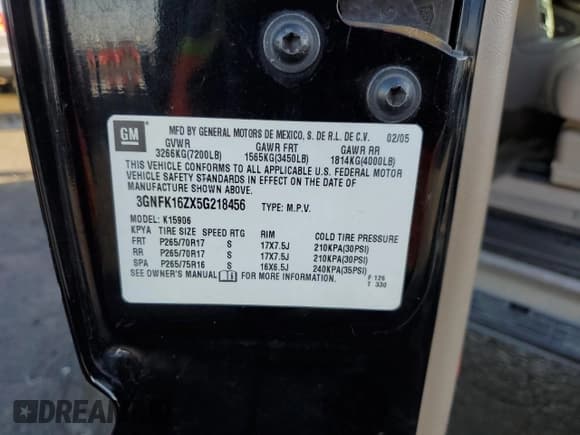 GM
MFD BY GENERAL MOTORS DE MEXICO, S. DE R.L. DE C.V. 02/05
GVWR GAWR FRT GAWR RR
3266KG(7200LB) 1565KG(3450LB) 1814KG(4000LB)
THIS VEHICLE CONFORMS TO ALL APPLICABLE U.S. FEDERAL MOTOR
VEHICLE SAFETY STANDARDS IN EFFECT ON THE DATE OF
MANUFACTURE SHOWN ABOVE.
3GNFK16ZX5G218456 TYPE: M.P.V.
MODEL: K15906
KPYA TIRE SIZE SPEED RTG RIM COLD TIRE PRESSURE
FRT P265/70R17 S 17X7.5J 210KPA(30PSI)
RR P265/70R17 S 17X7.5J 210KPA(30PSI)
SPA P265/75R16 S 16X6.5J 240KPA(35PSI)
SEE OWNER'S MANUAL FOR MORE INFORMATION.
F 126
T 330